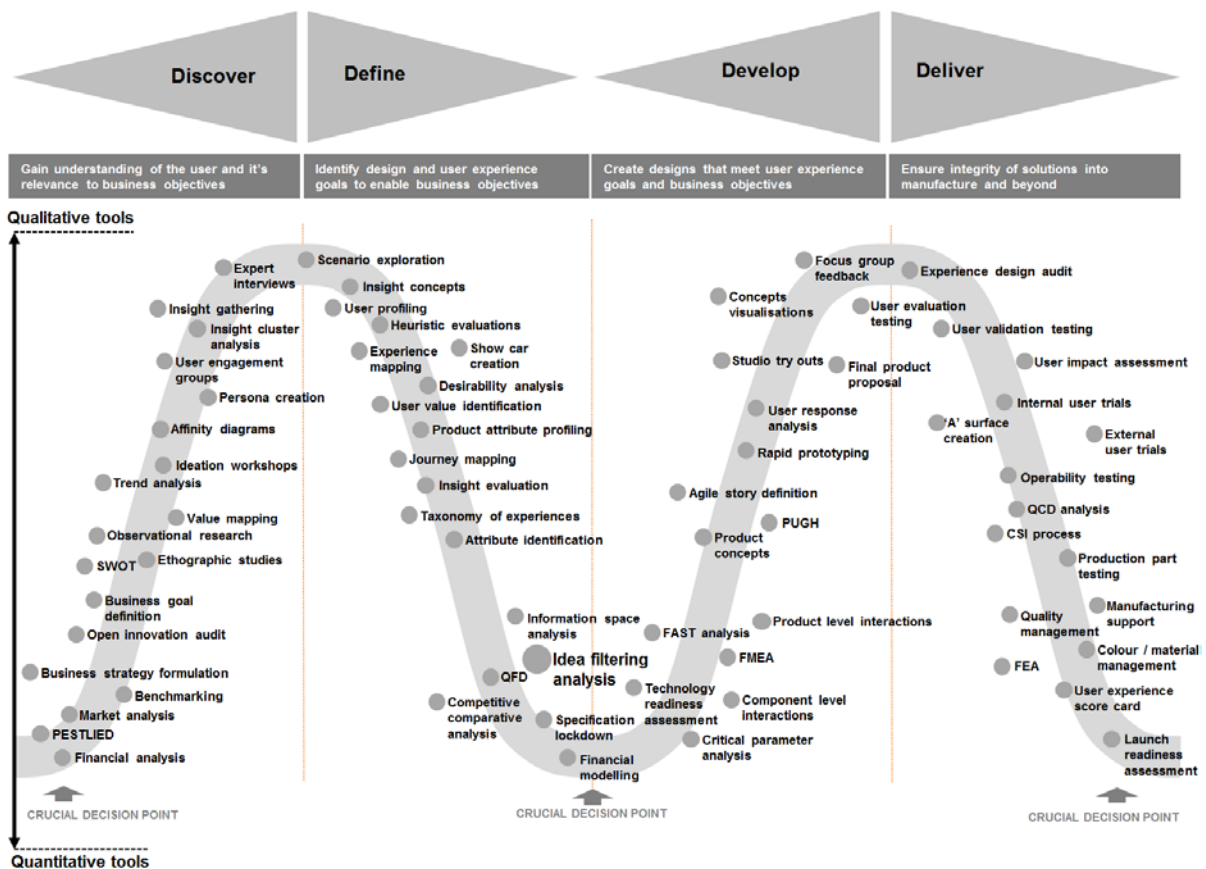 Discover
Define
Develop
Deliver
Gain understanding of the user and it's
relevance to business objectives
Identify design and user experience
goals to enable business objectives
Create designs that meet user experience
goals and business objectives
Ensure integrity of solutions into
manufacture and beyond
Qualitative tools
Expert
interviews
Insight gathering
Insight cluster
analysis
User engagement
groups
Persona creation
Affinity diagrams
Ideation workshops
Trend analysis
Value mapping
Observational research
Ethographic studies
SWOT
Business goal
definition
Open innovation audit
Business strategy formulation
Benchmarking
Market analysis
PESTLIED
Financial analysis
CRUCIAL DECISION POINT
Scenario exploration
Insight concepts
User profiling
Heuristic evaluations
Experience
mapping
Show car
creation
Desirability analysis
User value identification
Product attribute profiling
Journey mapping
Insight evaluation
Taxonomy of experiences
Attribute identification
Information space
analysis
Idea filtering
analysis
QFD
Competitive
comparative
analysis
Specification
lockdown
Financial
modelling
CRUCIAL DECISION POINT
Focus group
feedback
Concepts
visualisations
User evaluation
testing
Studio try outs
Final product
proposal
User response
analysis
Rapid prototyping
Agile story definition
PUGH
Product
concepts
Product level interactions
FAST analysis
FMEA
Technology
readiness
assessment
Component level
interactions
Critical parameter
analysis
Experience design audit
User validation testing
User impact assessment
Internal user trials
'A' surface
creation
External
user trials
Operability testing
QCD analysis
CSI process
Production part
testing
Manufacturing
support
Quality
management
Colour / material
management
FEA
User experience
score card
Launch
readiness
assessment
CRUCIAL DECISION POINT
Quantitative tools